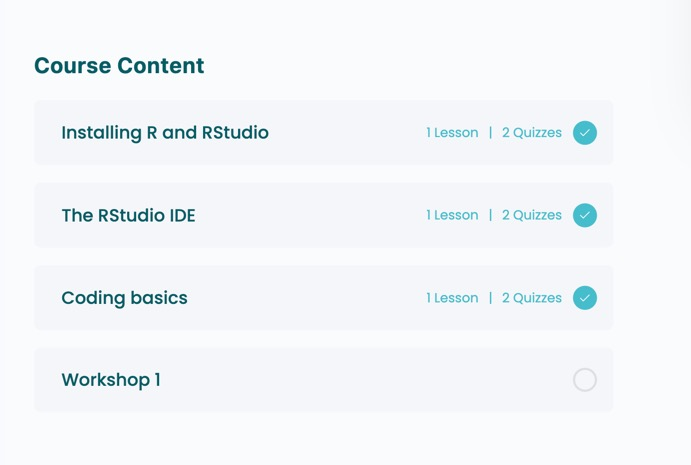 Course Content
Installing R and RStudio 1 Lesson | 2 Quizzes
The RStudio IDE 1 Lesson | 2 Quizzes
Coding basics 1 Lesson | 2 Quizzes
Workshop 1